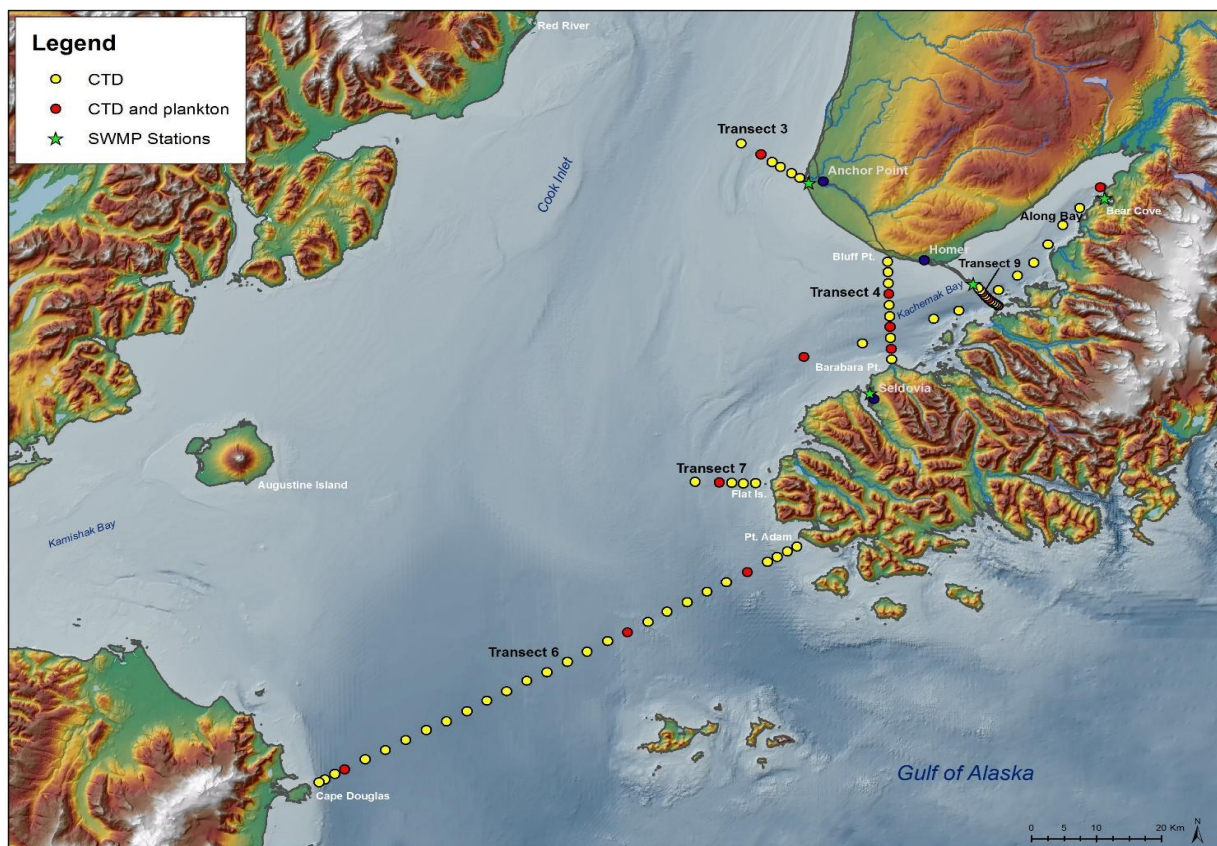 Legend
CTD
CTD and plankton
SWMP Stations
Red River
Cook Inlet
Transect 3
Anchor Point
Along Bay
Bear Cove
Bluff Pt.
Homer
Transect 9
Transect 4
Kachemak Bay
Barabara Pt.
Seldovia
Transect 7
Flat Is.
Augustine Island
Kamishak Bay
Pt. Adam
Transect 6
Cape Douglas
Gulf of Alaska
0 5 10 20 Km
N